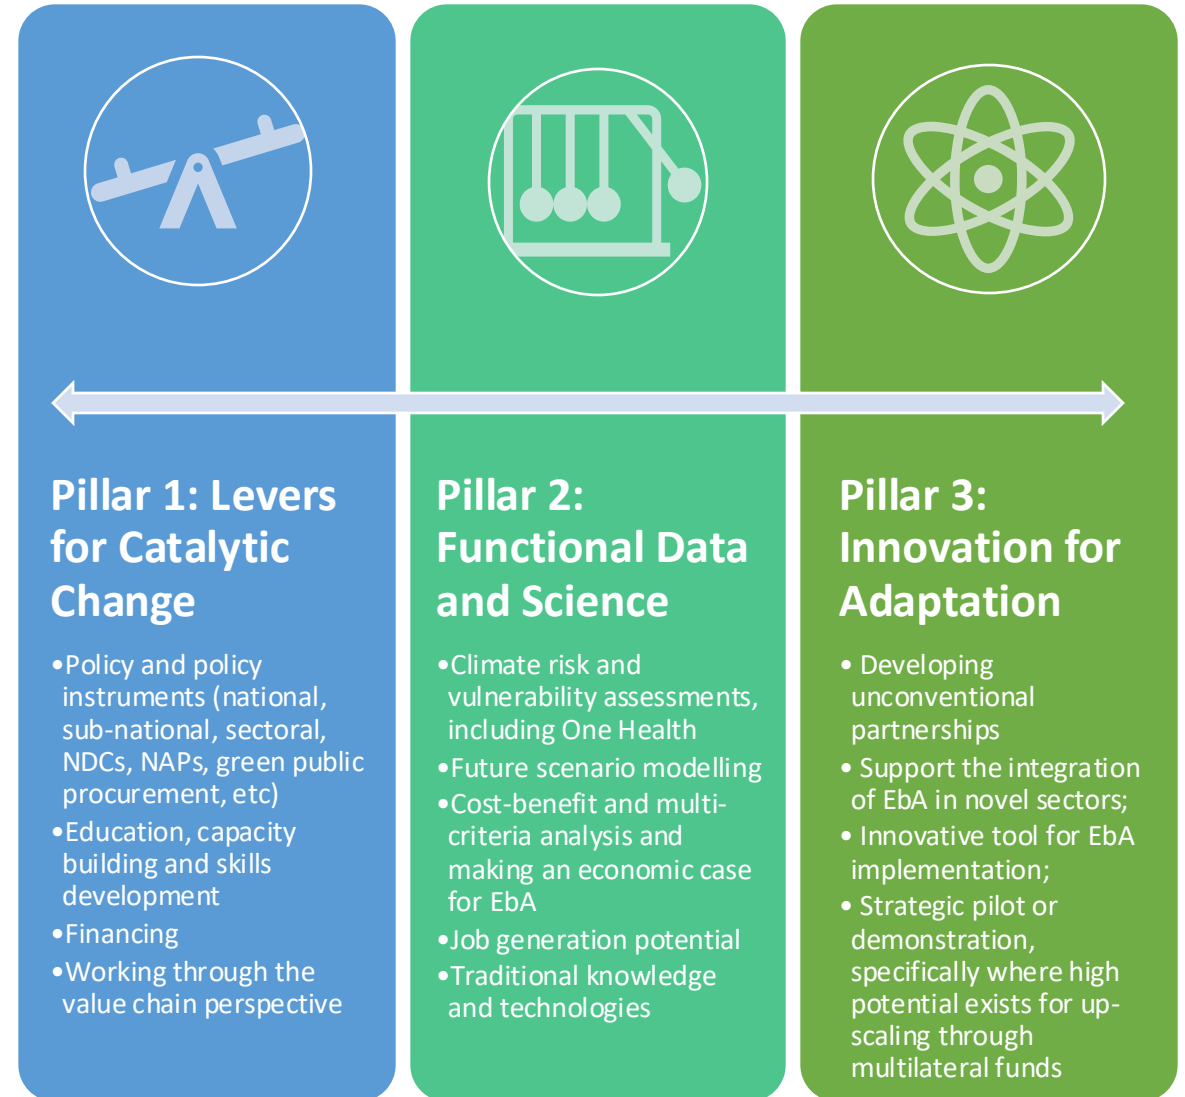 Pillar 1: Levers
for Catalytic
Change
•Policy and policy
instruments (national,
sub-national, sectoral,
NDCs, NAPs, green public
procurement, etc)
•Education, capacity
building and skills
development
•Financing
•Working through the
value chain perspective
Pillar 2:
Functional Data
and Science
•Climate risk and
vulnerability assessments,
including One Health
•Future scenario modelling
•Cost-benefit and multi-
criteria analysis and
making an economic case
for EbA
•Job generation potential
•Traditional knowledge
and technologies
Pillar 3:
Innovation for
Adaptation
• Developing
unconventional
partnerships
• Support the integration
of EbA in novel sectors;
• Innovative tool for EbA
implementation;
• Strategic pilot or
demonstration,
specifically where high
potential exists for up-
scaling through
multilateral funds